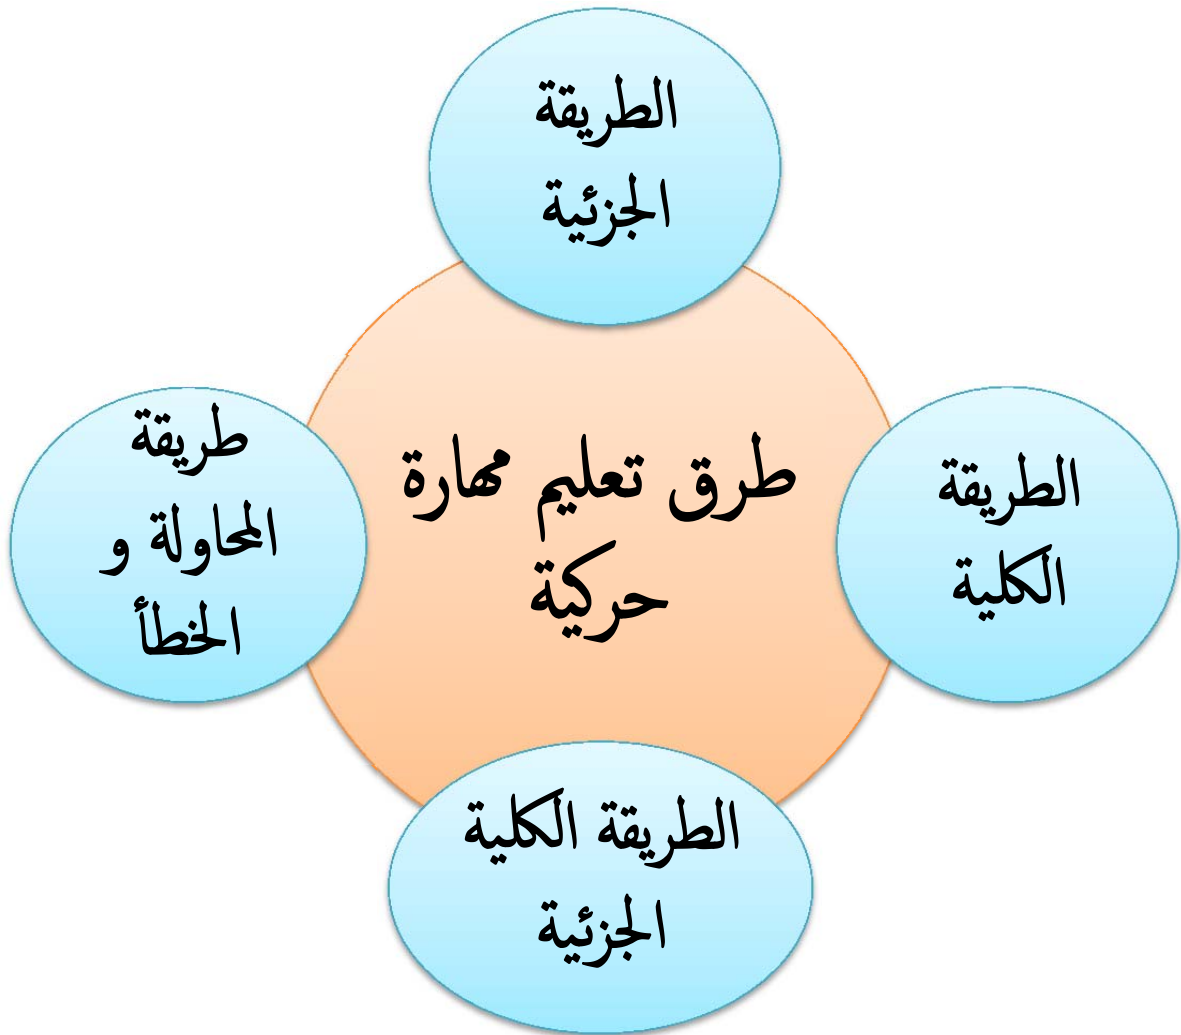 الطريقة
الجزئية
طرق تعليم مهارة
حركية
الطريقة
الكلية
طريقة
المحاولة و
الخطأ
الطريقة الكلية
الجزئية